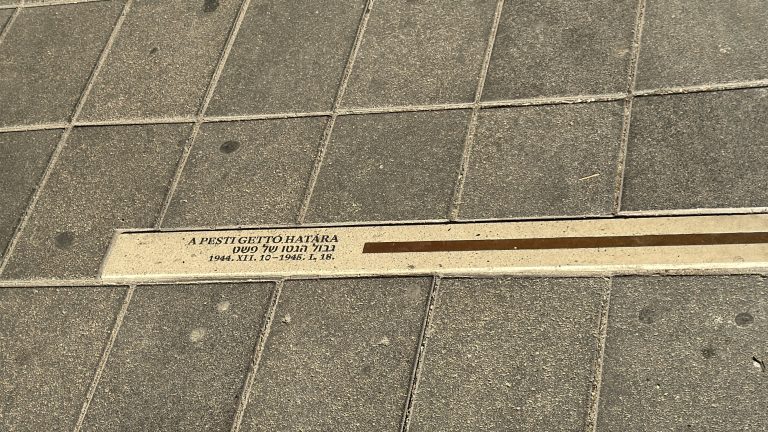 A PESTI GETTÓ HATÁRA
גבול הגטו של פשט
1944. XII. 10–1945. I. 18.